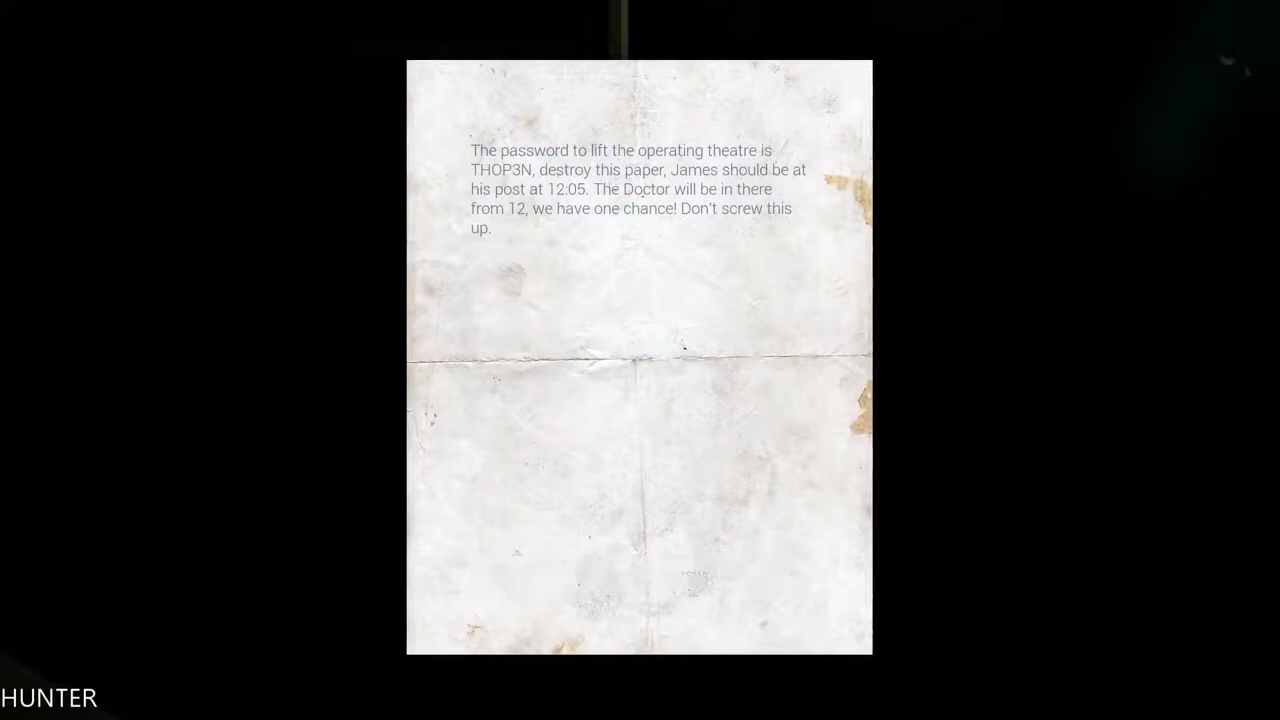 The password to lift the operating theatre is
THOP3N, destroy this paper, James should be at
his post at 12:05. The Doctor will be in there
from 12, we have one chance! Don't screw this
up.
HUNTER